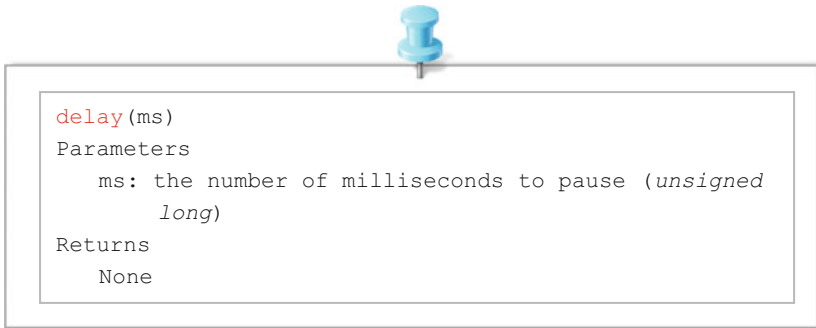 delay(ms)
Parameters
ms: the number of milliseconds to pause (unsigned
long)
Returns
None